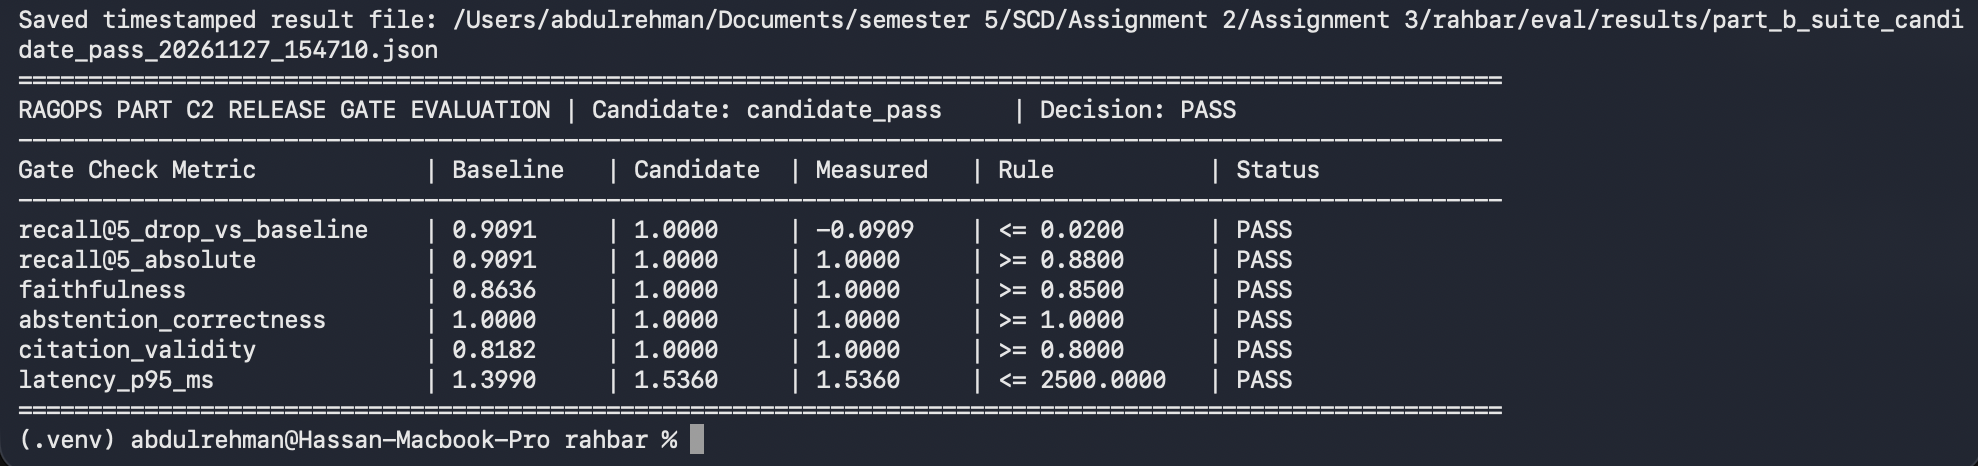 Saved timestamped result file: /Users/abdulrehman/Documents/semester 5/SCD/Assignment 2/Assignment 3/rahbar/eval/results/part_b_suite_candi
date_pass_20261127_154710.json
==========================================================================================================
RAGOPS PART C2 RELEASE GATE EVALUATION | Candidate: candidate_pass     | Decision: PASS
----------------------------------------------------------------------------------------------------------
Gate Check Metric            | Baseline   | Candidate  | Measured   | Rule           | Status
----------------------------------------------------------------------------------------------------------
recall@5_drop_vs_baseline    | 0.9091     | 1.0000     | -0.0909    | <= 0.0200      | PASS
recall@5_absolute            | 0.9091     | 1.0000     | 1.0000     | >= 0.8800      | PASS
faithfulness                 | 0.8636     | 1.0000     | 1.0000     | >= 0.8500      | PASS
abstention_correctness       | 1.0000     | 1.0000     | 1.0000     | >= 1.0000      | PASS
citation_validity            | 0.8182     | 1.0000     | 1.0000     | >= 0.8000      | PASS
latency_p95_ms               | 1.3990     | 1.5360     | 1.5360     | <= 2500.0000   | PASS
==========================================================================================================
(.venv) abdulrehman@Hassan-Macbook-Pro rahbar %